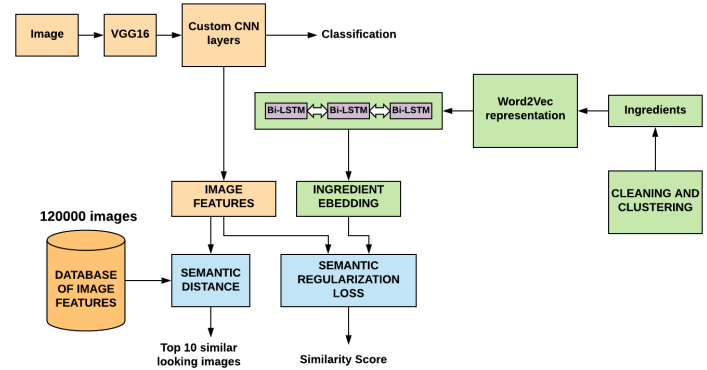 Image
VGG16
Custom CNN
layers
Classification
Bi-LSTM
Bi-LSTM
Bi-LSTM
Word2Vec
representation
Ingredients
CLEANING AND
CLUSTERING
IMAGE
FEATURES
INGREDIENT
EBEDDING
120000 images
DATABASE
OF IMAGE
FEATURES
SEMANTIC
DISTANCE
SEMANTIC
REGULARIZATION
LOSS
Top 10 similar
looking images
Similarity Score